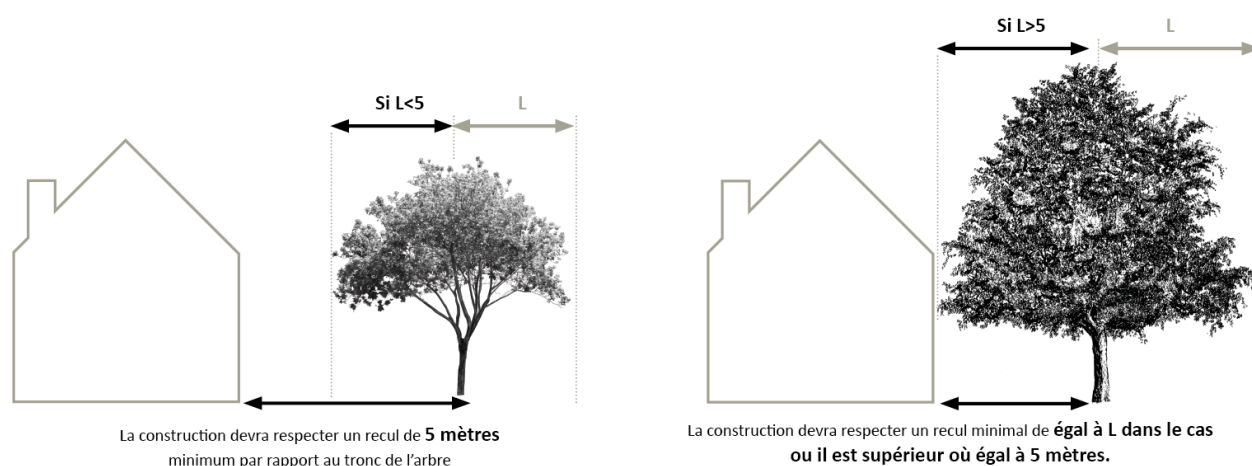 Si L<5
L
La construction devra respecter un recul de 5 mètres
minimum par rapport au tronc de l'arbre
Si L>5
L
La construction devra respecter un recul minimal de égal à L dans le cas
ou il est supérieur où égal à 5 mètres.